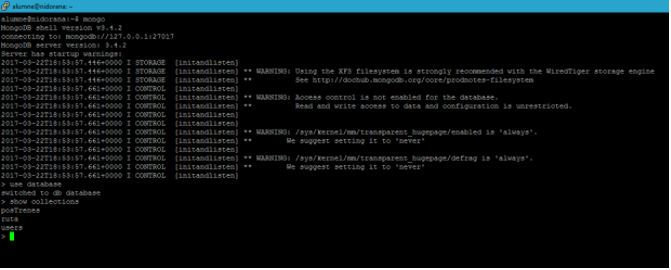 alumne@nidorana: ~
alumne@nidorana:~$ mongo
MongoDB shell version v3.4.2
connecting to: mongodb://127.0.0.1:27017
MongoDB server version: 3.4.2
Server has startup warnings:
2017-03-22T18:53:57.446+0000 I STORAGE  [initandlisten]
2017-03-22T18:53:57.446+0000 I STORAGE  [initandlisten] ** WARNING: Using the XFS filesystem is strongly recommended with the WiredTiger storage engine
2017-03-22T18:53:57.446+0000 I STORAGE  [initandlisten] **          See http://dochub.mongodb.org/core/prodnotes-filesystem
2017-03-22T18:53:57.661+0000 I CONTROL  [initandlisten]
2017-03-22T18:53:57.661+0000 I CONTROL  [initandlisten] ** WARNING: Access control is not enabled for the database.
2017-03-22T18:53:57.661+0000 I CONTROL  [initandlisten] **          Read and write access to data and configuration is unrestricted.
2017-03-22T18:53:57.661+0000 I CONTROL  [initandlisten]
2017-03-22T18:53:57.661+0000 I CONTROL  [initandlisten]
2017-03-22T18:53:57.661+0000 I CONTROL  [initandlisten] ** WARNING: /sys/kernel/mm/transparent_hugepage/enabled is 'always'.
2017-03-22T18:53:57.661+0000 I CONTROL  [initandlisten] **        We suggest setting it to 'never'
2017-03-22T18:53:57.661+0000 I CONTROL  [initandlisten]
2017-03-22T18:53:57.661+0000 I CONTROL  [initandlisten] ** WARNING: /sys/kernel/mm/transparent_hugepage/defrag is 'always'.
2017-03-22T18:53:57.661+0000 I CONTROL  [initandlisten] **        We suggest setting it to 'never'
2017-03-22T18:53:57.661+0000 I CONTROL  [initandlisten]
> use database
switched to db database
> show collections
posTrenes
ruta
users
>